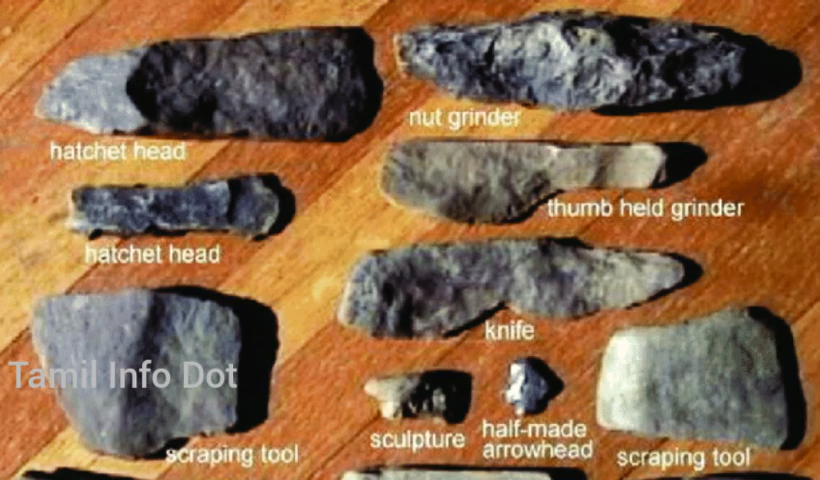 nut grinder
hatchet head
thumb held grinder
hatchet head
knife
Tamil Info Dot
sculpture
half-made
arrowhead
scraping tool
scraping tool